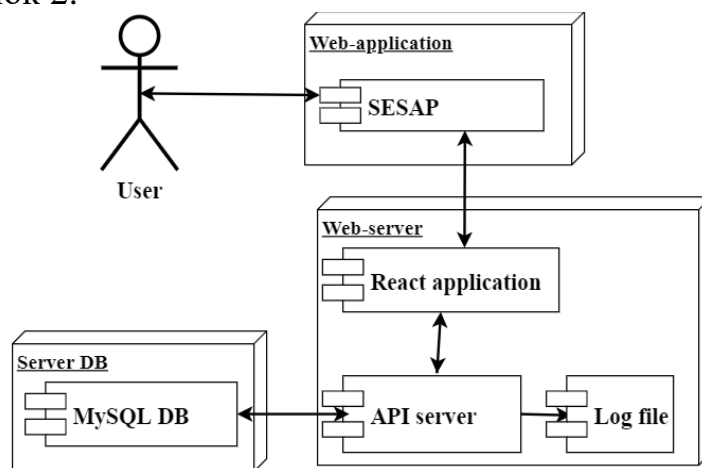 Web-application
SESAP
User
Web-server
React application
Server DB
MySQL DB
API server
Log file